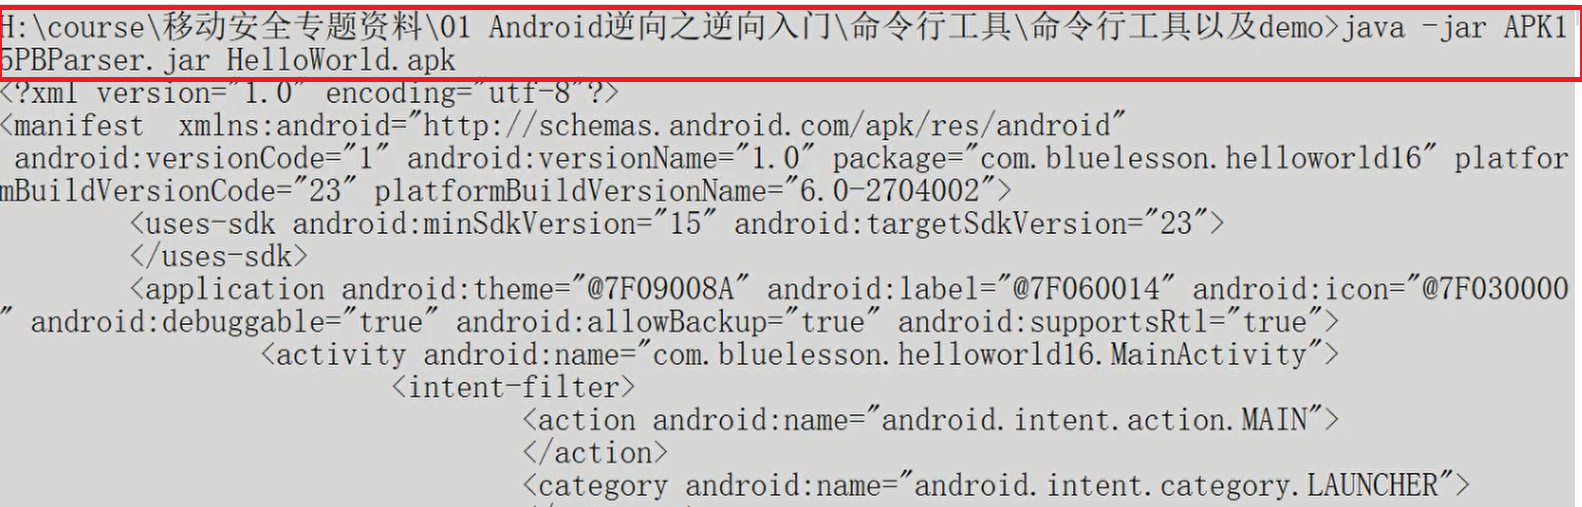 H:\course\移动安全专题资料\01 Android逆向之逆向入门\命令行工具\命令行工具以及demo>java -jar APK1
5PBParser.jar HelloWorld.apk
<?xml version="1.0" encoding="utf-8"?>
<manifest  xmlns:android="http://schemas.android.com/apk/res/android"
 android:versionCode="1" android:versionName="1.0" package="com.bluelesson.helloworld16" platfor
mBuildVersionCode="23" platformBuildVersionName="6.0-2704002">
        <uses-sdk android:minSdkVersion="15" android:targetSdkVersion="23">
        </uses-sdk>
        <application android:theme="@7F09008A" android:label="@7F060014" android:icon="@7F030000
" android:debuggable="true" android:allowBackup="true" android:supportsRtl="true">
                <activity android:name="com.bluelesson.helloworld16.MainActivity">
                        <intent-filter>
                                <action android:name="android.intent.action.MAIN">
                                </action>
                                <category android:name="android.intent.category.LAUNCHER">